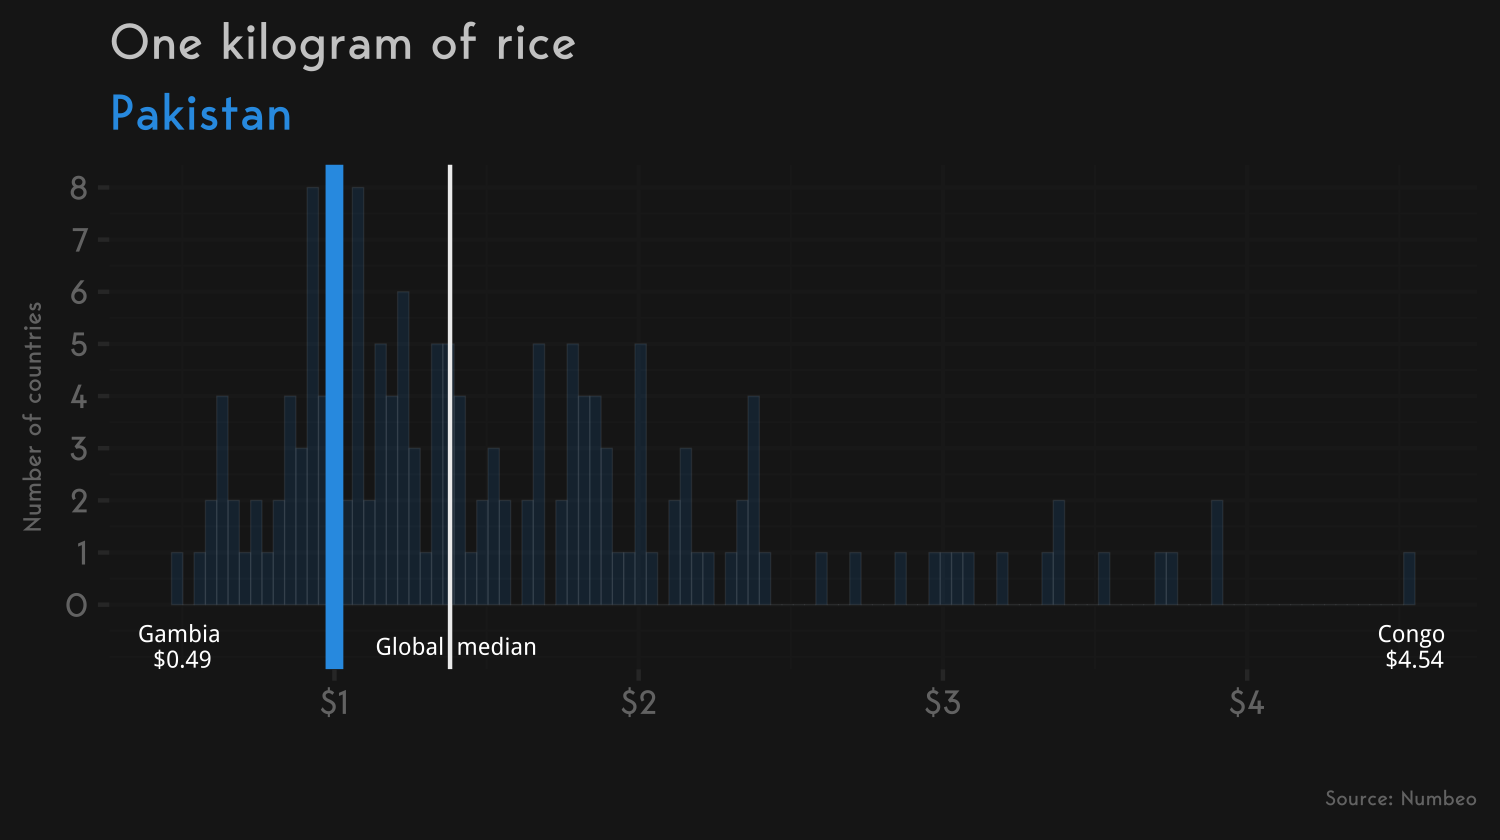 One kilogram of rice
Pakistan
Number of countries
8
7
6
5
4
3
2
1
0
Gambia
$0.49
Global median
Congo
$4.54
$1
$2
$3
$4
Source: Numbeo